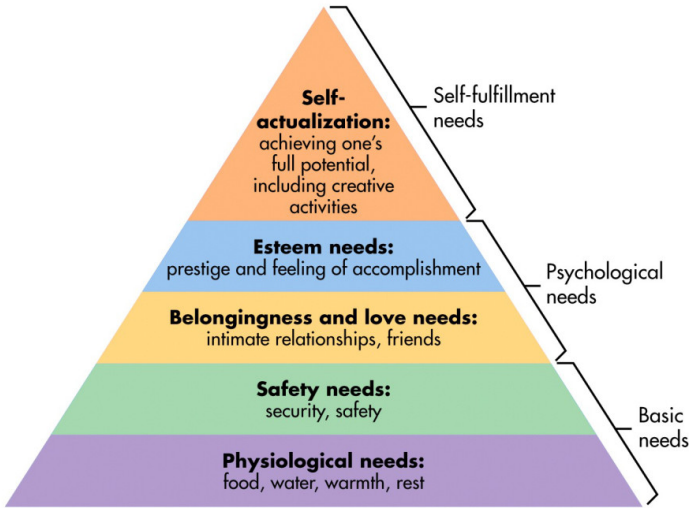 Self-
actualization:
achieving one's
full potential,
including creative
activities
Self-fulfillment
needs
Esteem needs:
prestige and feeling of accomplishment
Psychological
needs
Belongingness and love needs:
intimate relationships, friends
Safety needs:
security, safety
Basic
needs
Physiological needs:
food, water, warmth, rest